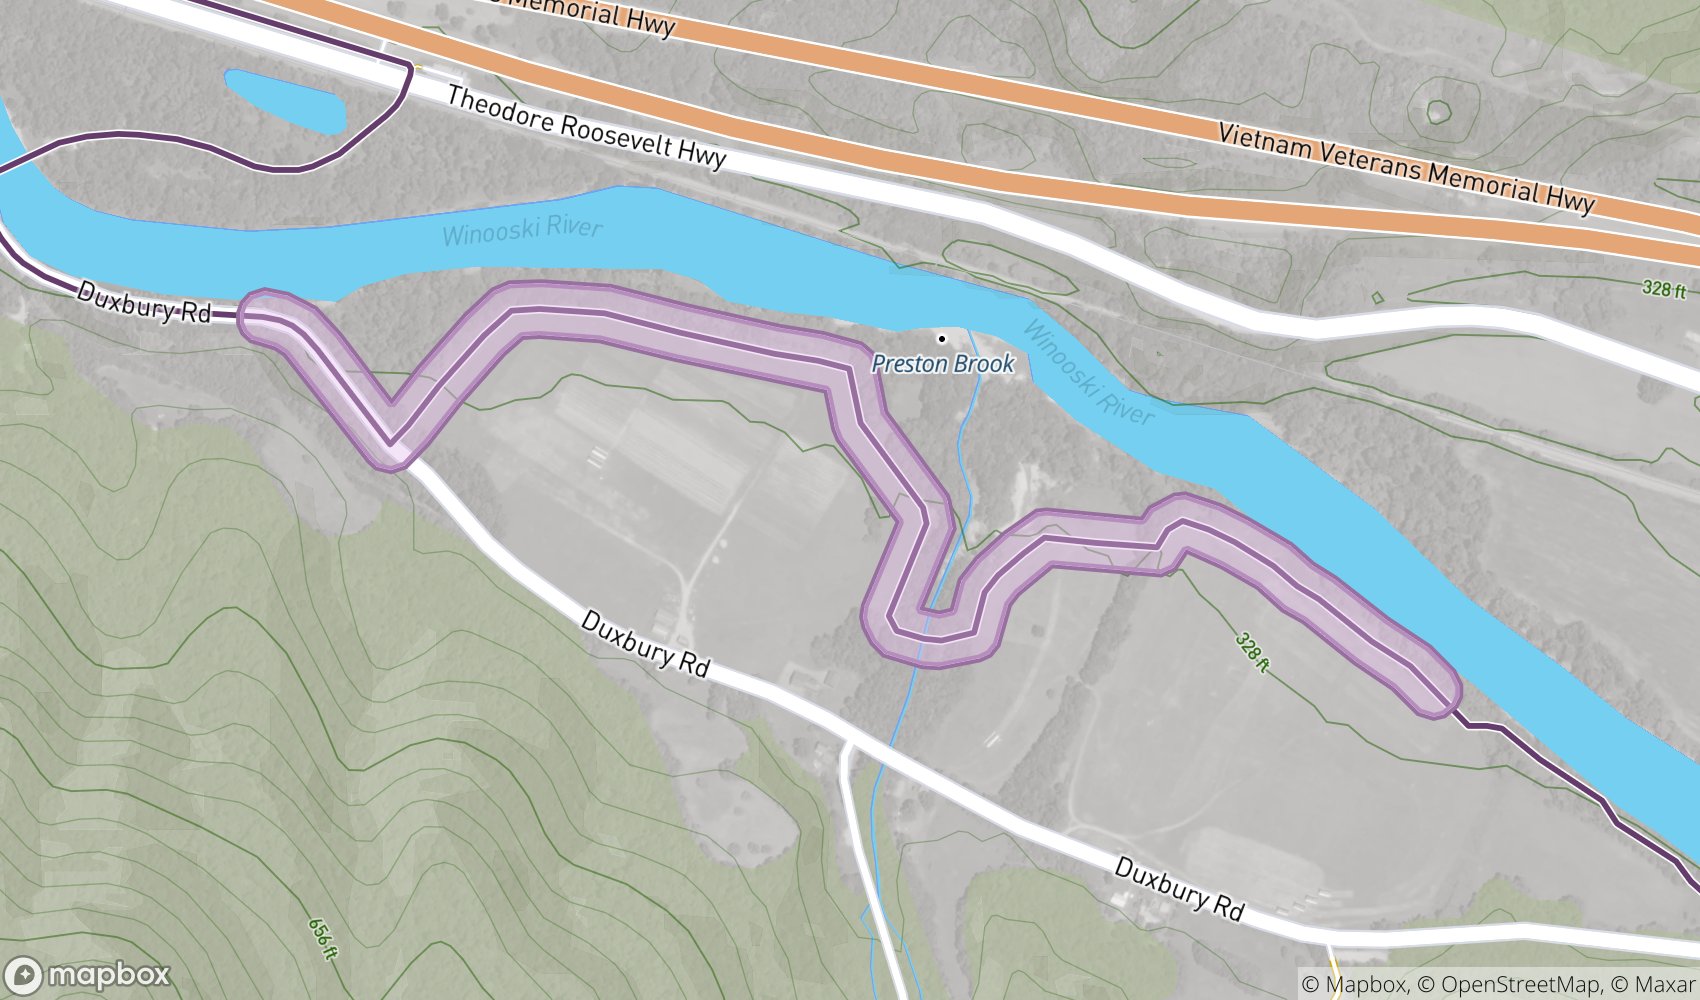 Memorial Hwy
Theodore Roosevelt Hwy
Vietnam Veterans Memorial Hwy
Winooski River
328 ft
Duxbury Rd
Preston Brook
Winooski River
Duxbury Rd
328 ft
Duxbury Rd
656 ft
mapbox
© Mapbox, © OpenStreetMap, © Maxar